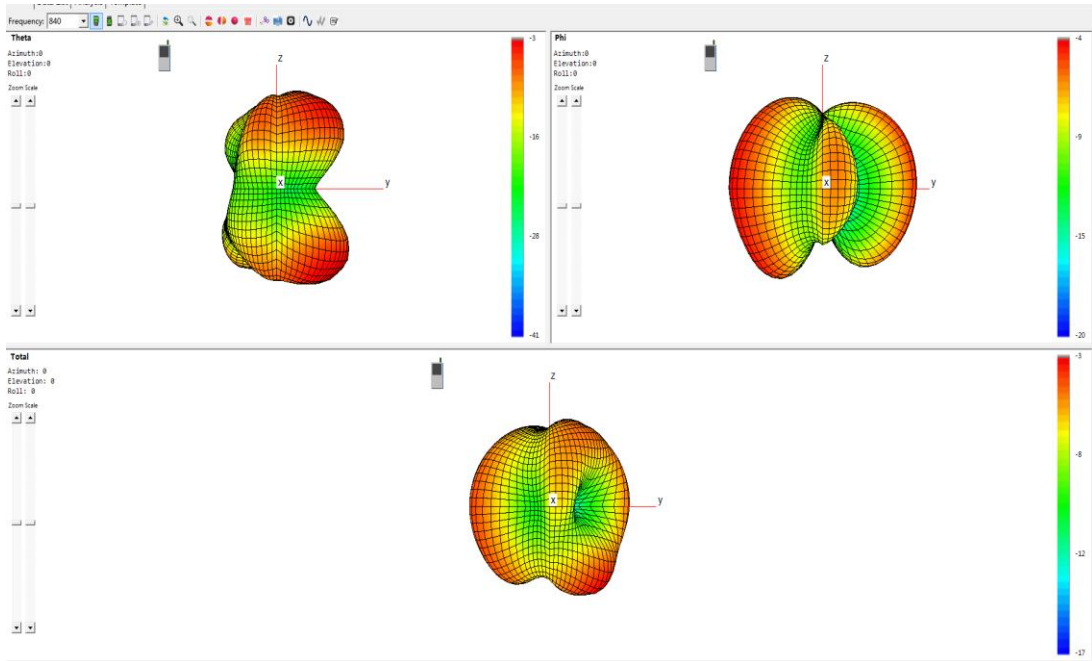 Frequency: 840
Theta
Azimuth:0
Elevation:0
Roll:0
Zoom Scale
z
x
y
-3
-16
-28
-41
Phi
Azimuth:0
Elevation:0
Roll:0
Zoom Scale
z
x
y
-4
-9
-15
-20
Total
Azimuth: 0
Elevation: 0
Roll: 0
Zoom Scale
z
x
y
-3
-8
-12
-17